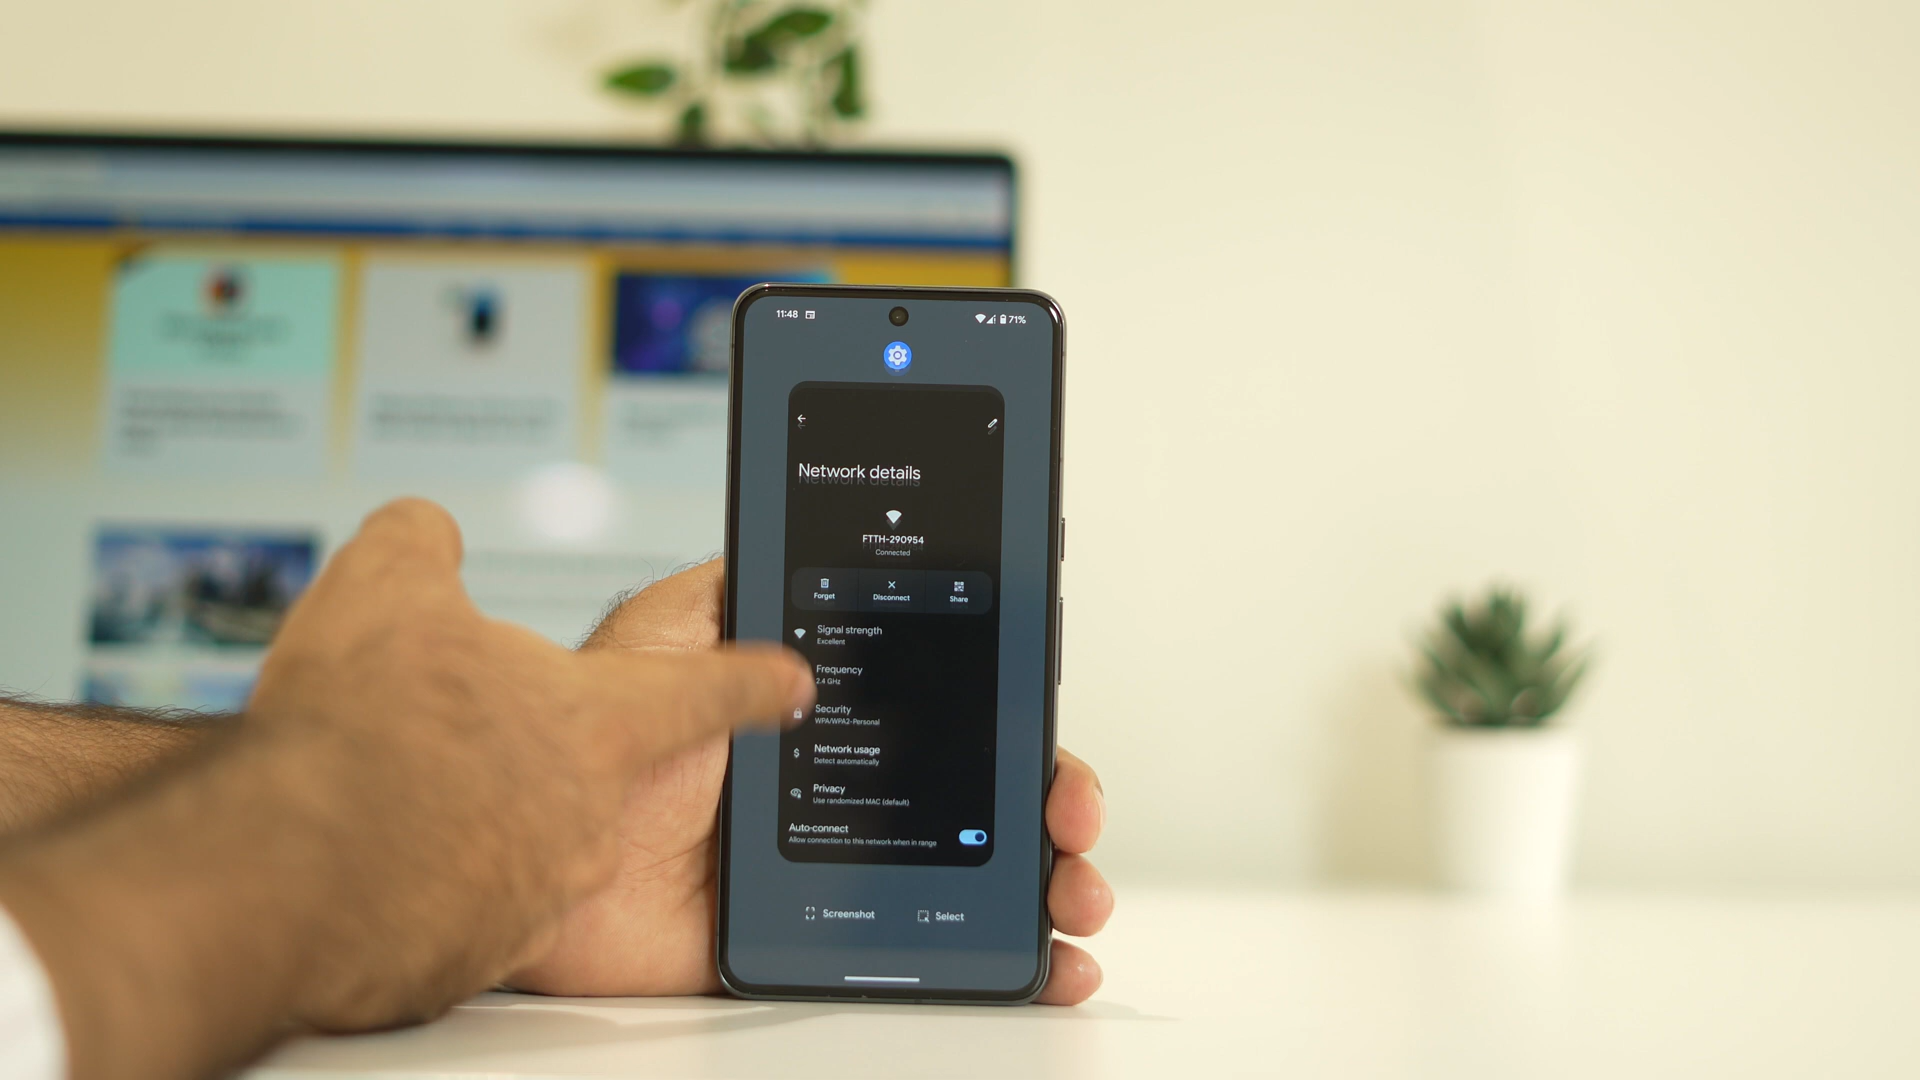 11:48
71%
Network details
FTTH-290954
Connected
Forget
Disconnect
Share
Signal strength
Excellent
Frequency
2.4 GHz
Security
WPA/WPA2-Personal
Network usage
Detect automatically
Privacy
Use randomized MAC (default)
Auto-connect
Allow connection to this network when in range
Screenshot
Select